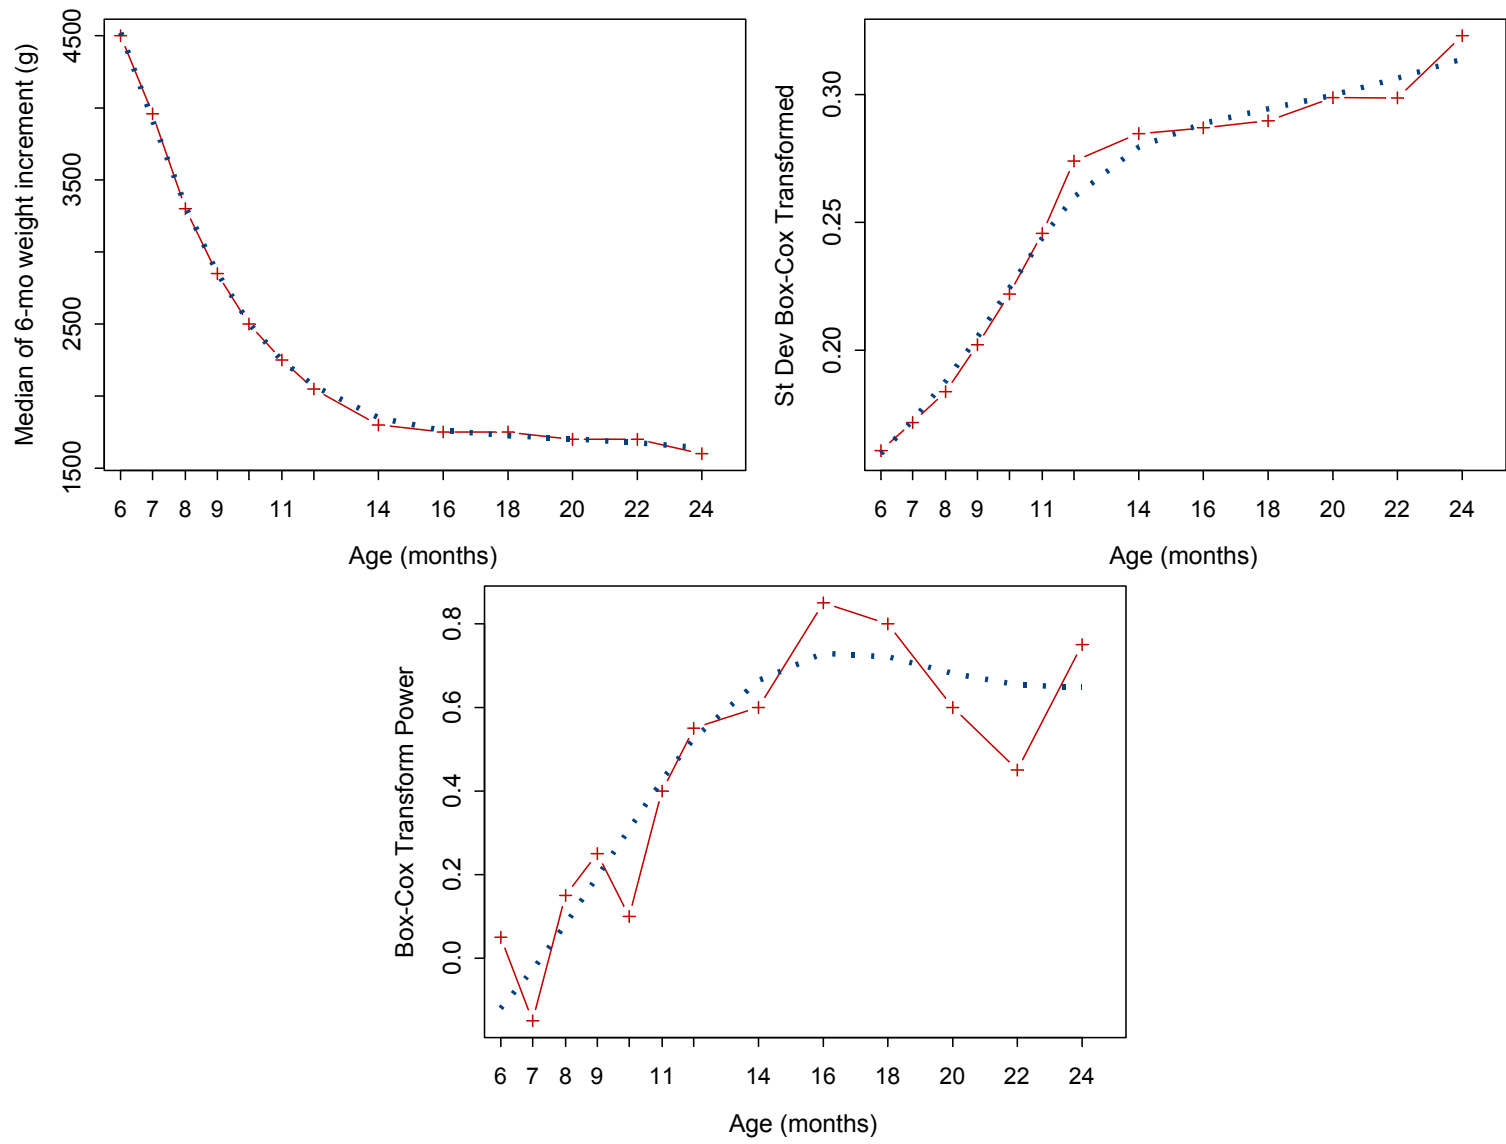 Median of 6-mo weight increment (g)
4500
3500
2500
1500
6 7 8 9 11 14 16 18 20 22 24
Age (months)
St Dev Box-Cox Transformed
0.30
0.25
0.20
6 7 8 9 11 14 16 18 20 22 24
Age (months)
Box-Cox Transform Power
0.8
0.6
0.4
0.2
0.0
6 7 8 9 11 14 16 18 20 22 24
Age (months)